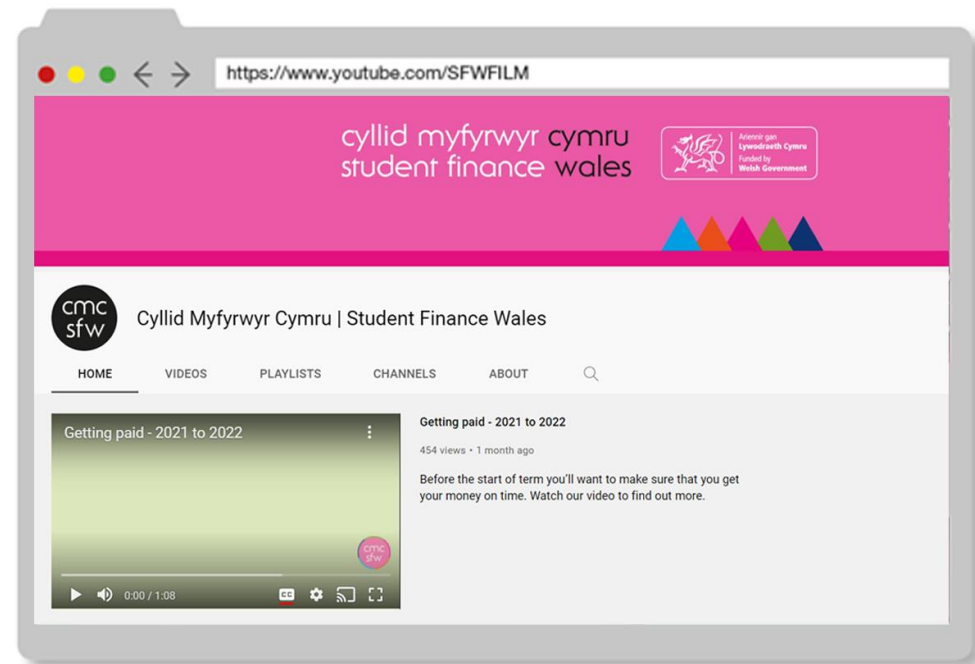 https://www.youtube.com/SFWFILM
cyllid myfyrwyr cymru
student finance wales
Ariennir gan
Lywodraeth Cymru
Funded by
Welsh Government
cmc
sfw
Cyllid Myfyrwyr Cymru | Student Finance Wales
HOME VIDEOS PLAYLISTS CHANNELS ABOUT
Getting paid - 2021 to 2022
cmc
sfw
0:00 / 1:08
CC
Getting paid - 2021 to 2022
454 views • 1 month ago
Before the start of term you'll want to make sure that you get
your money on time. Watch our video to find out more.